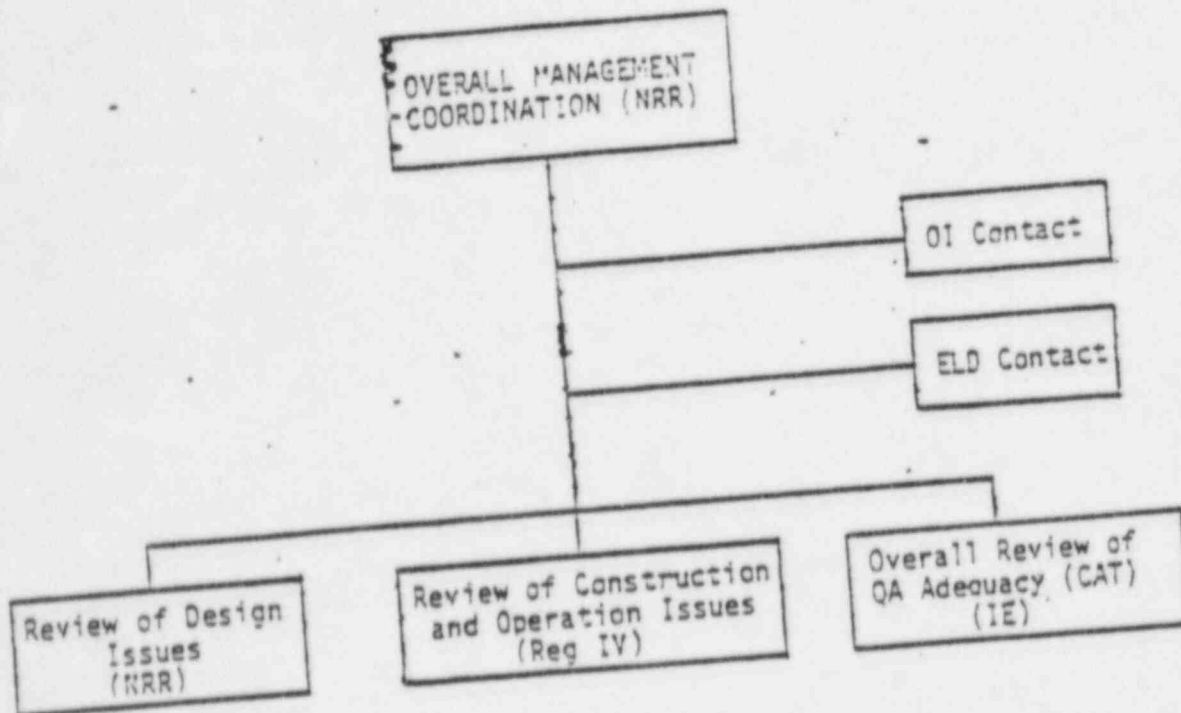 OVERALL MANAGEMENT
COORDINATION (NRR)
OI Contact
ELD Contact
Review of Design
Issues
(NRR)
Review of Construction
and Operation Issues
(Reg IV)
Overall Review of
QA Adequacy (CAT)
(IE)